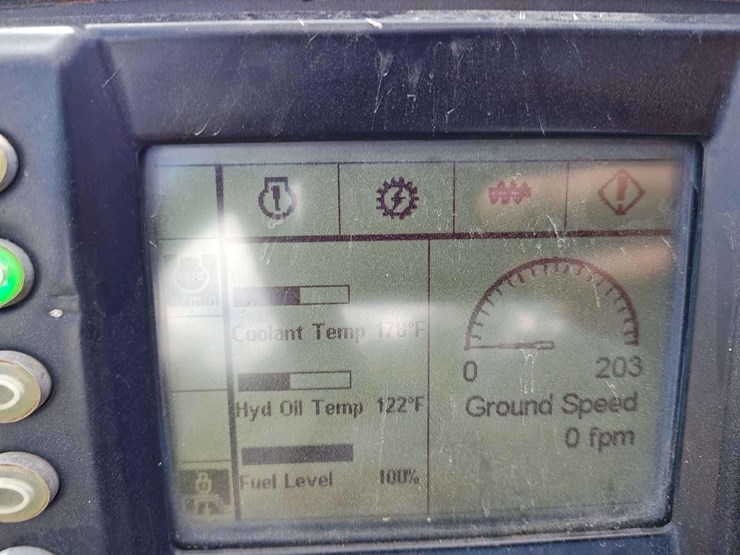 Coolant Temp 178°F
Hyd Oil Temp 122°F
Fuel Level 100%
0 203
Ground Speed
0 fpm